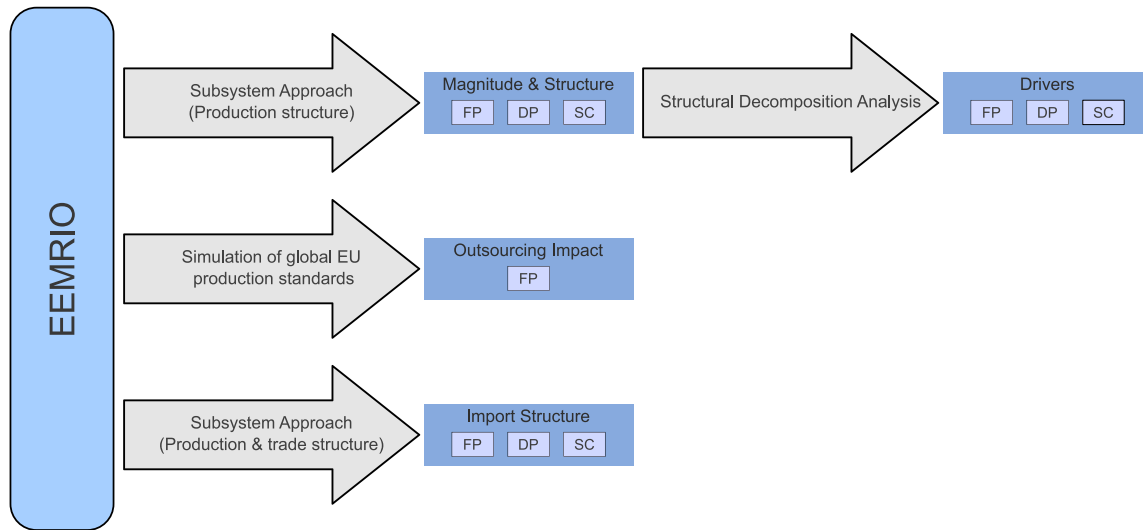 EEMRIO
Subsystem Approach
(Production structure)
Magnitude & Structure
FP DP SC
Structural Decomposition Analysis
Drivers
FP DP SC
Simulation of global EU
production standards
Outsourcing Impact
FP
Subsystem Approach
(Production & trade structure)
Import Structure
FP DP SC